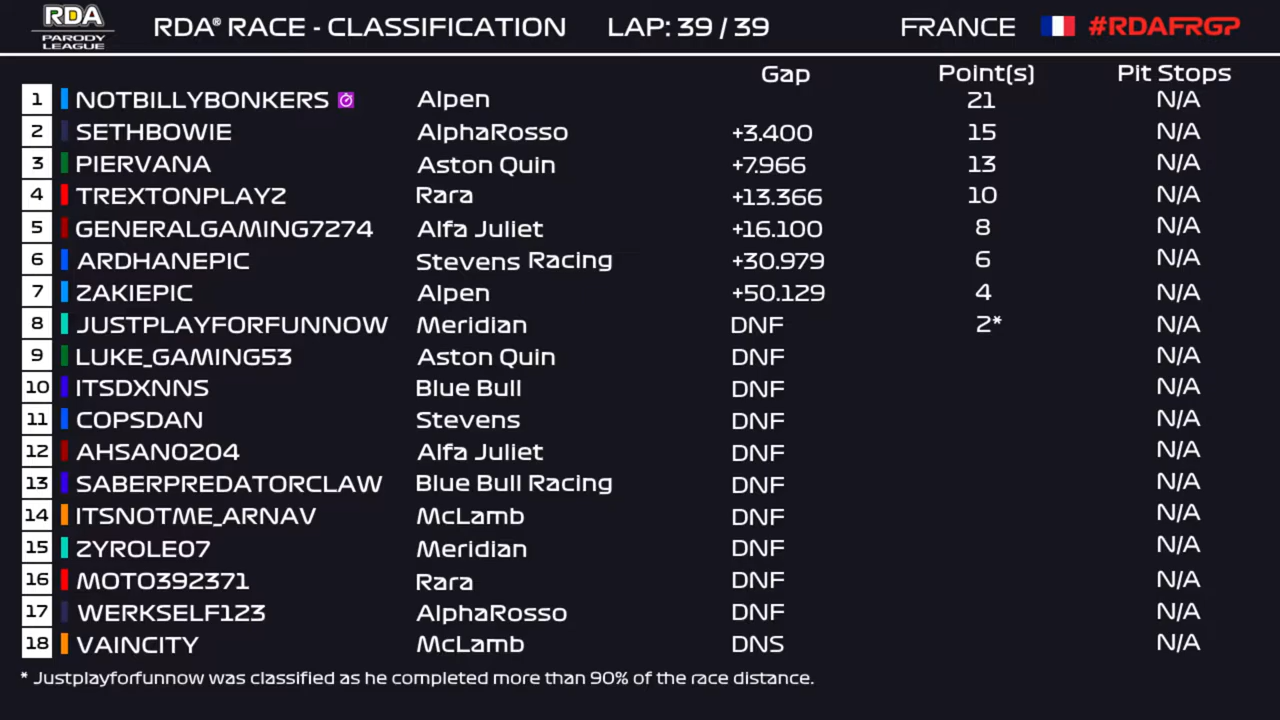 RDA
PARODY
LEAGUE
RDA® RACE - CLASSIFICATION LAP: 39 / 39 FRANCE #RDAFRGP
Gap Point(s) Pit Stops
1 NOTBILLYBONKERS Alpen 21 N/A
2 SETHBOWIE AlphaRosso +3.400 15 N/A
3 PIERVANA Aston Quin +7.966 13 N/A
4 TREXTONPLAYZ Rara +13.366 10 N/A
5 GENERALGAMING7274 Alfa Juliet +16.100 8 N/A
6 ARDHANEPIC Stevens Racing +30.979 6 N/A
7 ZAKIEPIC Alpen +50.129 4 N/A
8 JUSTPLAYFORFUNNOW Meridian DNF 2* N/A
9 LUKE_GAMING53 Aston Quin DNF N/A
10 ITSDXNNS Blue Bull DNF N/A
11 COPSDAN Stevens DNF N/A
12 AHSAN0204 Alfa Juliet DNF N/A
13 SABERPREDATORCLAW Blue Bull Racing DNF N/A
14 ITSNOTME_ARNAV McLamb DNF N/A
15 ZYROLE07 Meridian DNF N/A
16 MOTO392371 Rara DNF N/A
17 WERKSELF123 AlphaRosso DNF N/A
18 VAINCITY McLamb DNS N/A
* Justplayforfunnow was classified as he completed more than 90% of the race distance.